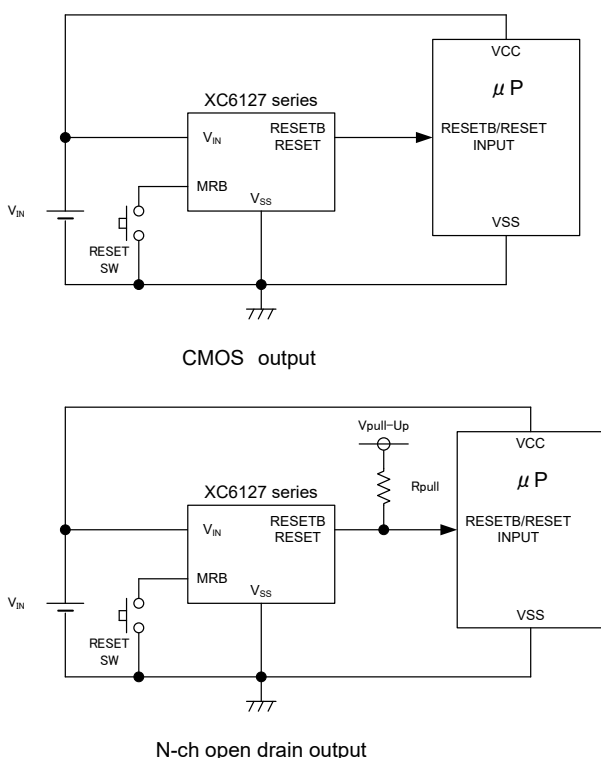 VCC
μ P
XC6127 series
RESETB
RESET
RESETB/RESET
INPUT
VIN
MRB
VSS
VIN
RESET
SW
VSS
CMOS output
Vpull-Up
VCC
Rpull
μ P
XC6127 series
RESETB
RESET
RESETB/RESET
INPUT
VIN
MRB
VSS
VIN
RESET
SW
VSS
N-ch open drain output